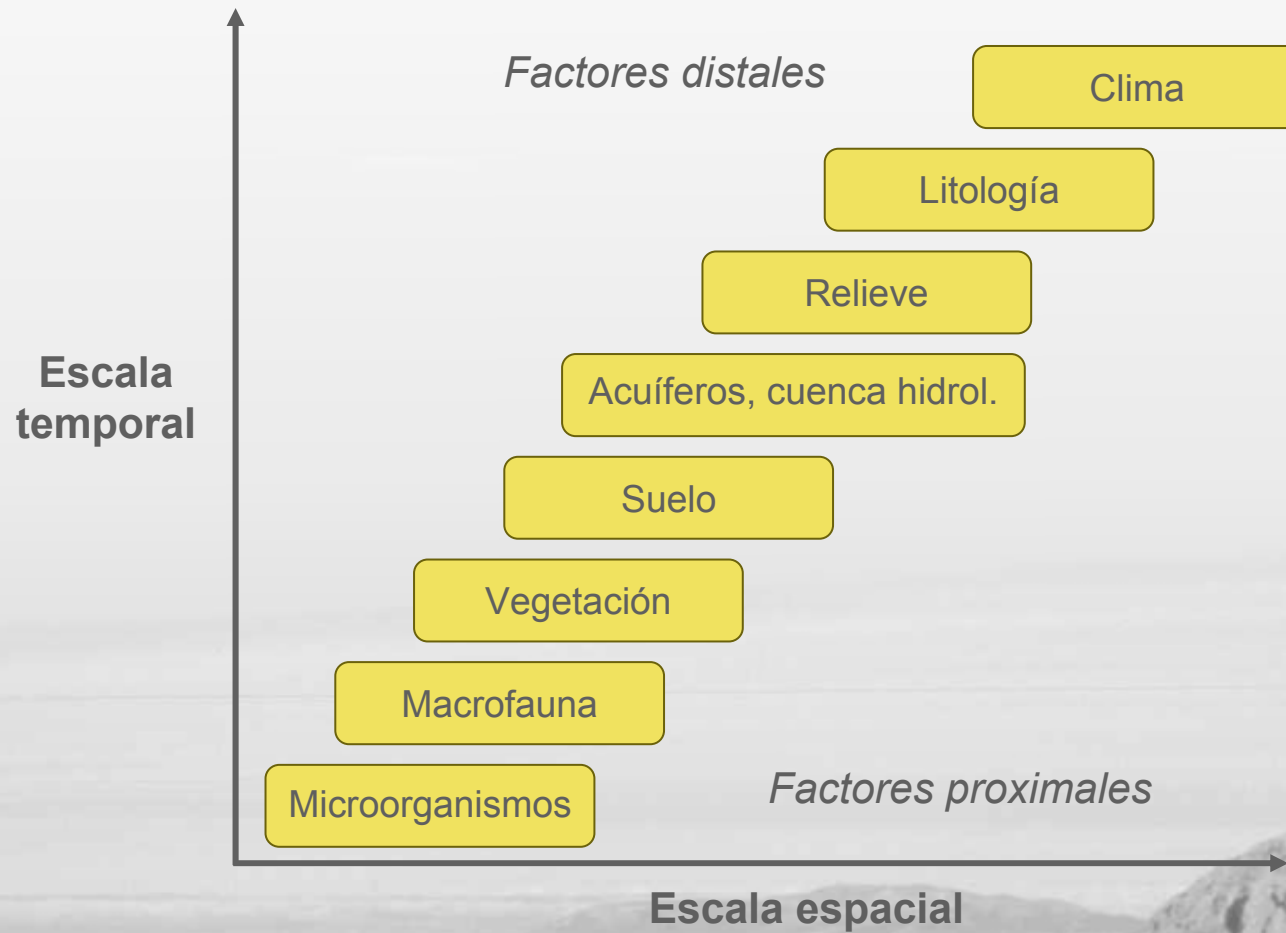 Factores distales
Clima
Litología
Relieve
Escala
temporal
Acuíferos, cuenca hidrol.
Suelo
Vegetación
Macrofauna
Microorganismos
Factores proximales
Escala espacial